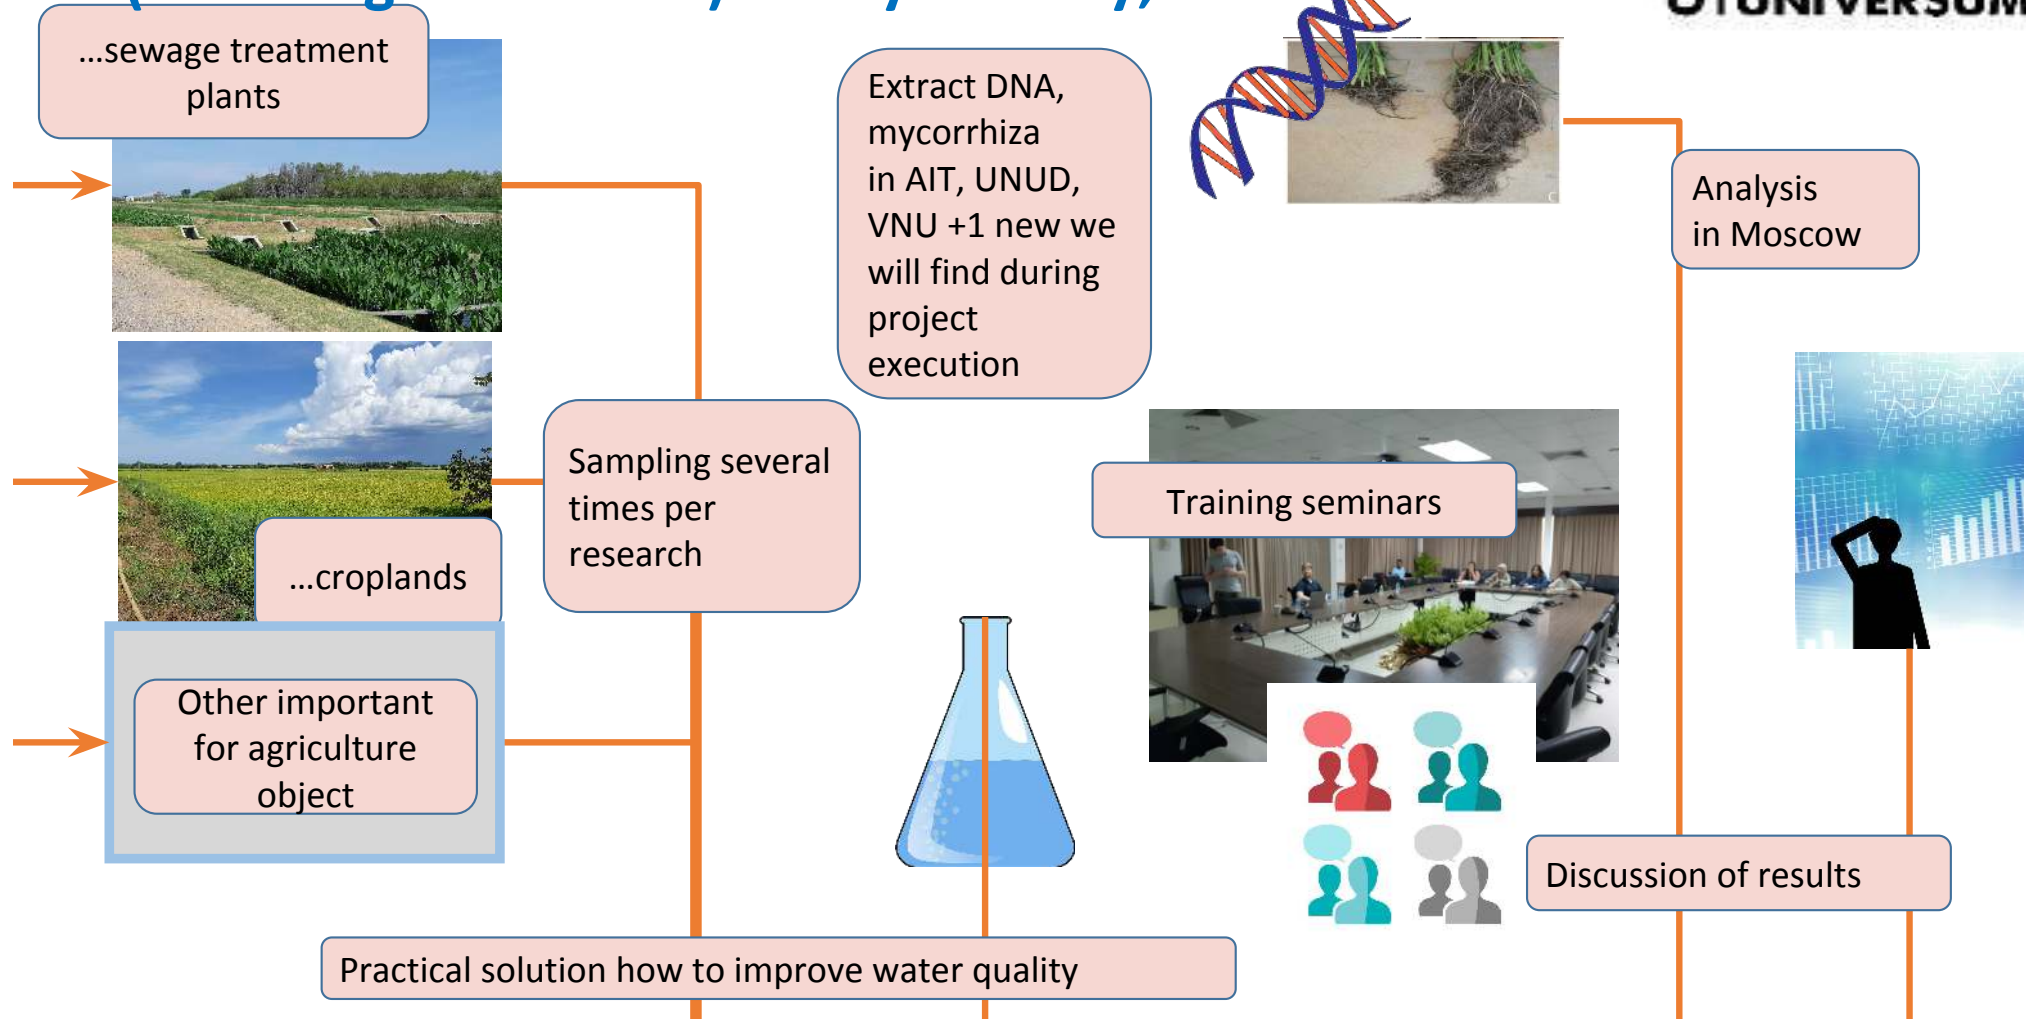 UNIVERSUM
...sewage treatment
plants
Extract DNA,
mycorrhiza
in AIT, UNUD,
VNU +1 new we
will find during
project
execution
Analysis
in Moscow
Sampling several
times per
research
Training seminars
...croplands
Other important
for agriculture
object
Discussion of results
Practical solution how to improve water quality